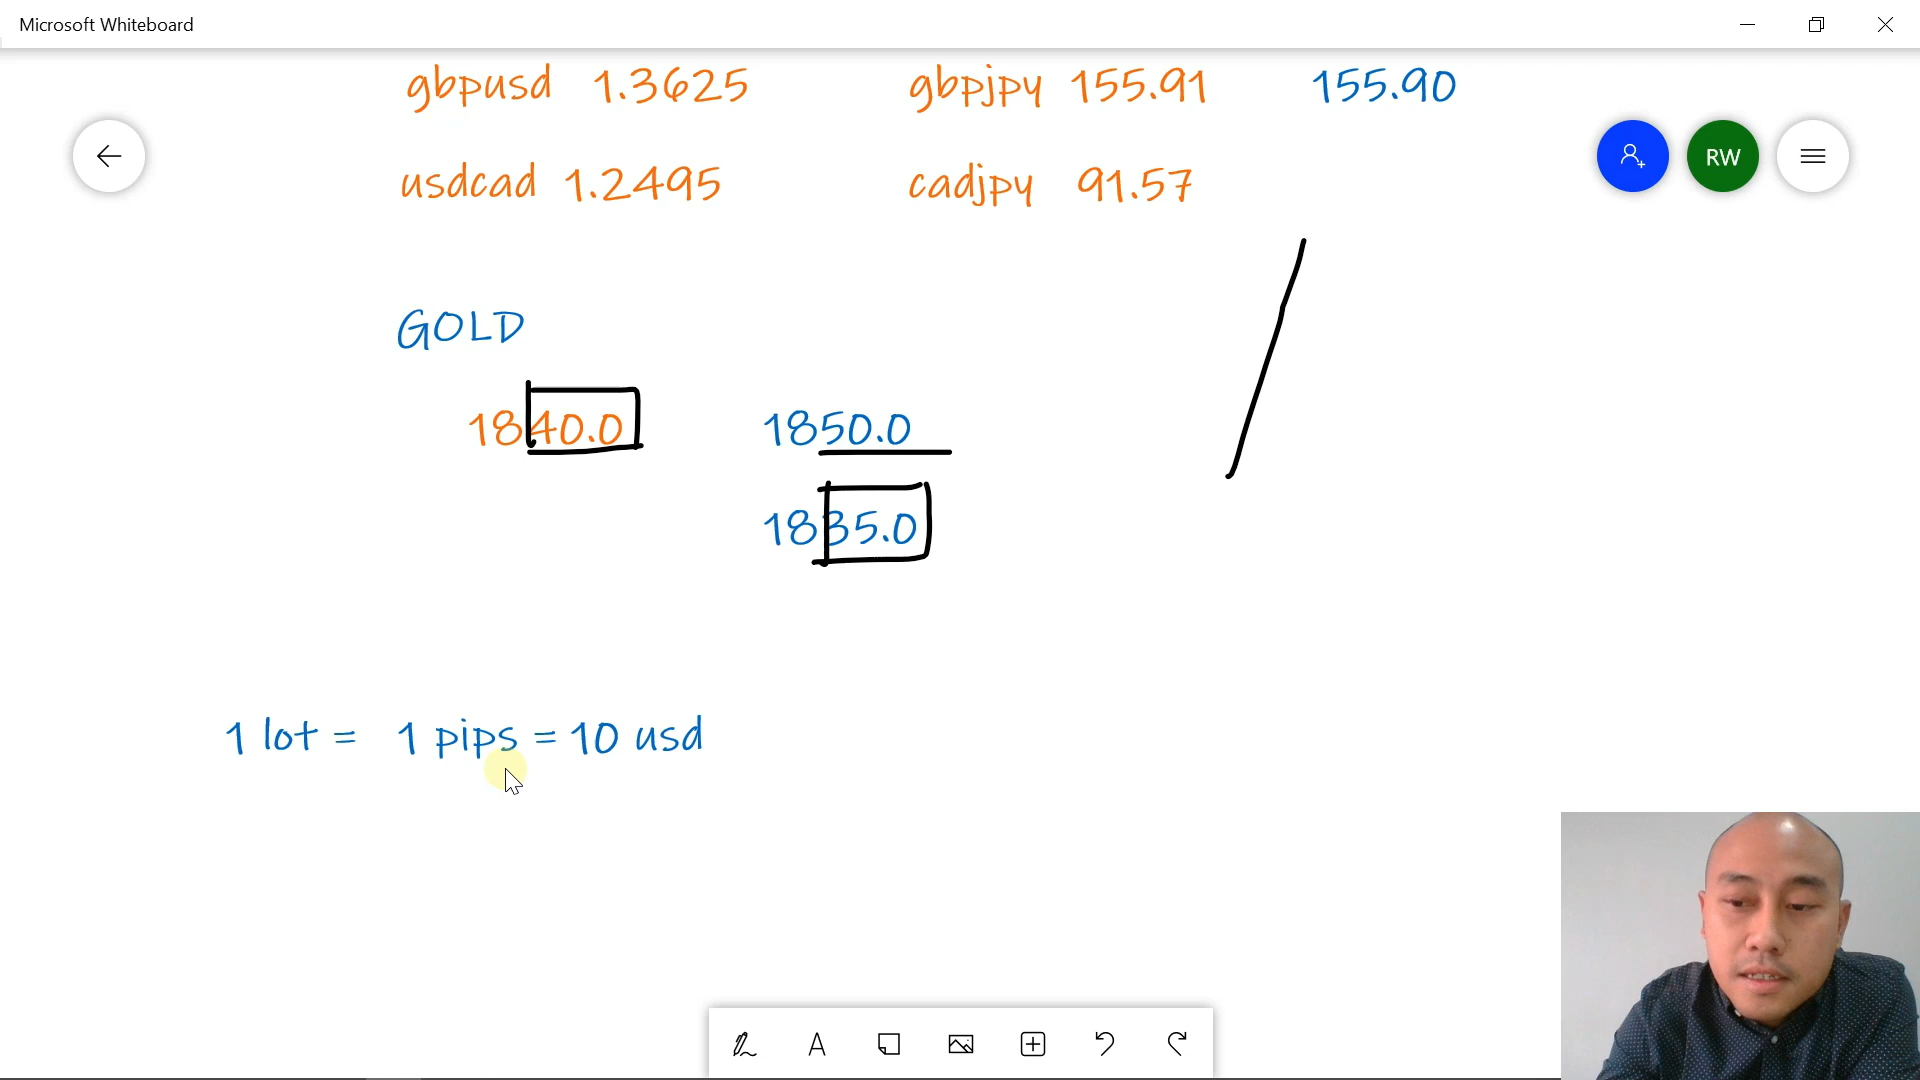 Microsoft Whiteboard
gbpusd 1.3625 gbpjpy 155.91 155.90
RW
usdcad 1.2495 cadjpy 91.57
GOLD
1840.0 1850.0
1835.0
1 lot = 1 pips = 10 usd
A